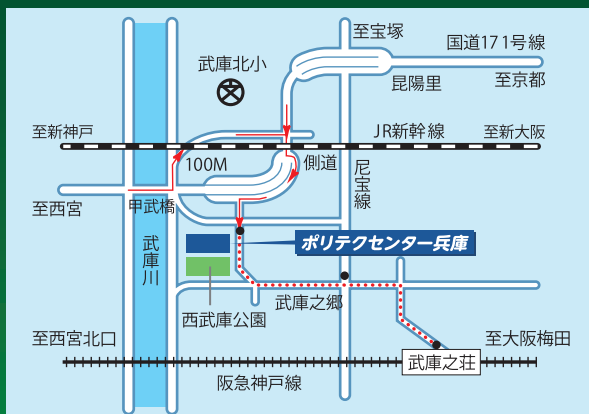 至宝塚
国道171号線
武庫北小
昆陽里
至京都
至新神戸
JR新幹線
至新大阪
100M
側道
尼宝線
至西宮
甲武橋
武庫川
ポリテクセンター兵庫
武庫之郷
西武庫公園
至西宮北口
至大阪梅田
武庫之荘
阪急神戸線